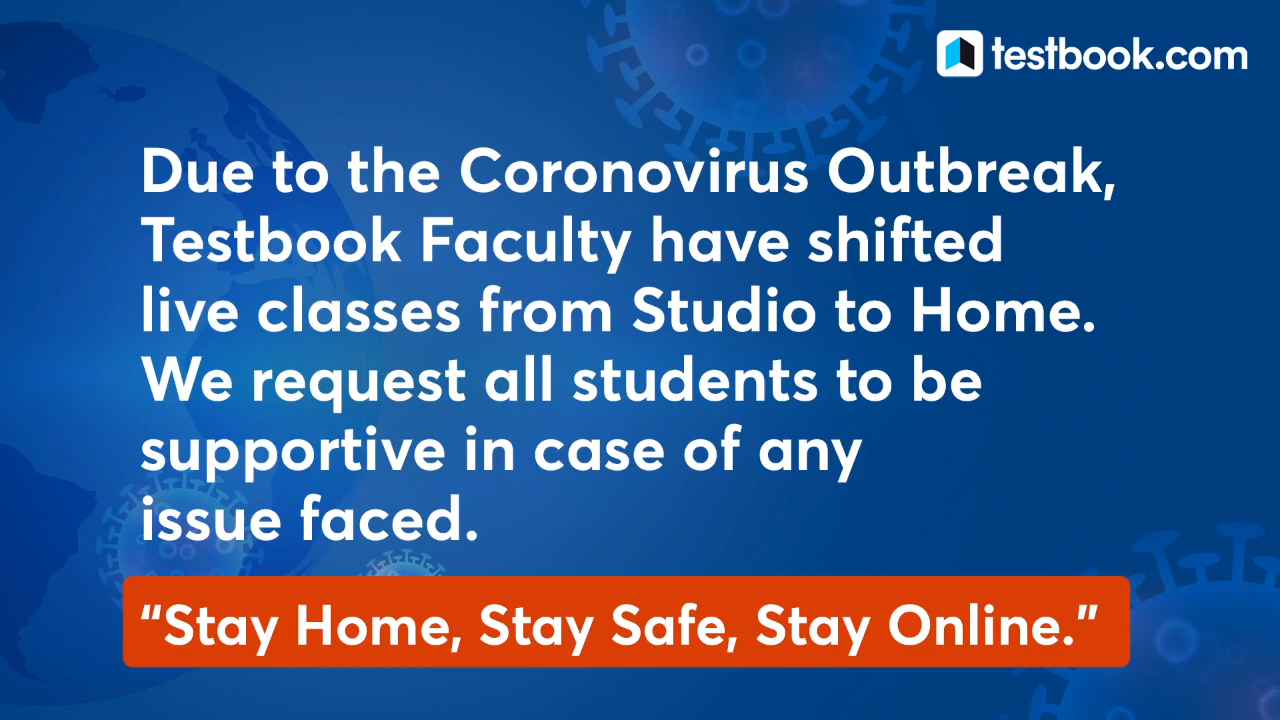 testbook.com
Due to the Coronovirus Outbreak,
Testbook Faculty have shifted
live classes from Studio to Home.
We request all students to be
supportive in case of any
issue faced.
“Stay Home, Stay Safe, Stay Online.”